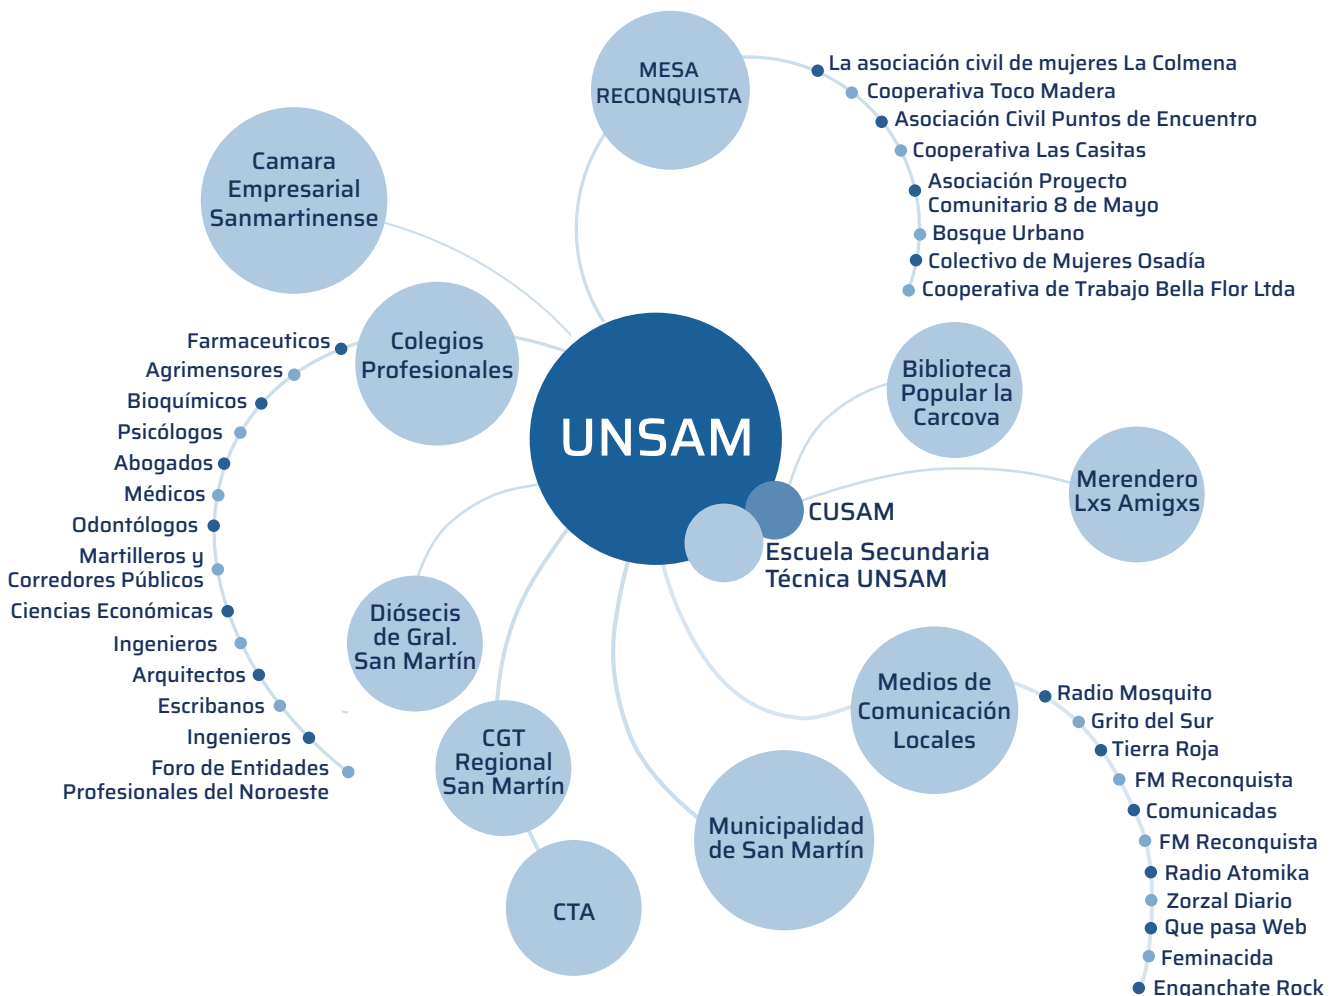 MESA
RECONQUISTA
La asociación civil de mujeres La Colmena
Cooperativa Toco Madera
Asociación Civil Puntos de Encuentro
Cooperativa Las Casitas
Asociación Proyecto
Comunitario 8 de Mayo
Bosque Urbano
Colectivo de Mujeres Osadía
Cooperativa de Trabajo Bella Flor Ltda
Camara
Empresarial
Sanmartinense
Colegios
Profesionales
Farmaceuticos
Agrimensores
Bioquímicos
Psicólogos
Abogados
Médicos
Odontólogos
Martilleros y
Corredores Públicos
Ciencias Económicas
Ingenieros
Arquitectos
Escribanos
Ingenieros
Foro de Entidades
Profesionales del Noroeste
UNSAM
Biblioteca
Popular la
Carcova
Merendero
Lxs Amigxs
CUSAM
Escuela Secundaria
Técnica UNSAM
Diósecis
de Gral.
San Martín
CGT
Regional
San Martín
CTA
Municipalidad
de San Martín
Medios de
Comunicación
Locales
Radio Mosquito
Grito del Sur
Tierra Roja
FM Reconquista
Comunicadas
FM Reconquista
Radio Atomika
Zorzal Diario
Que pasa Web
Feminacida
Enganchate Rock